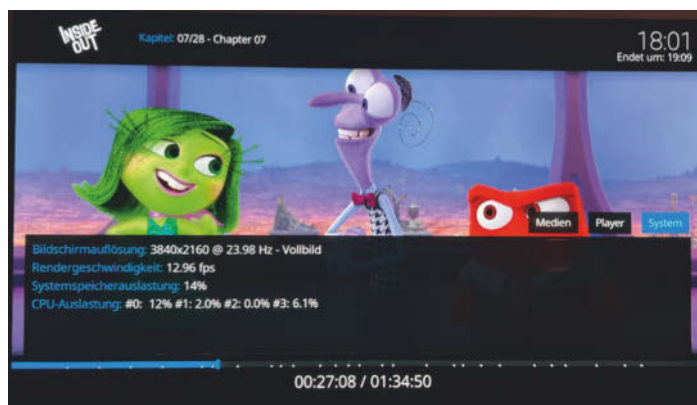 INSIDE
OUT
Kapitel: 07/28 - Chapter 07
18:01
Endet um: 19:09
Medien Player System
Bildschirmauflösung: 3840x2160 @ 23.98 Hz - Vollbild
Rendergeschwindigkeit: 12.96 fps
Systemspeicherauslastung: 14%
CPU-Auslastung: #0: 12% #1: 2.0% #2: 0.0% #3: 6.1%
00:27:08 / 01:34:50